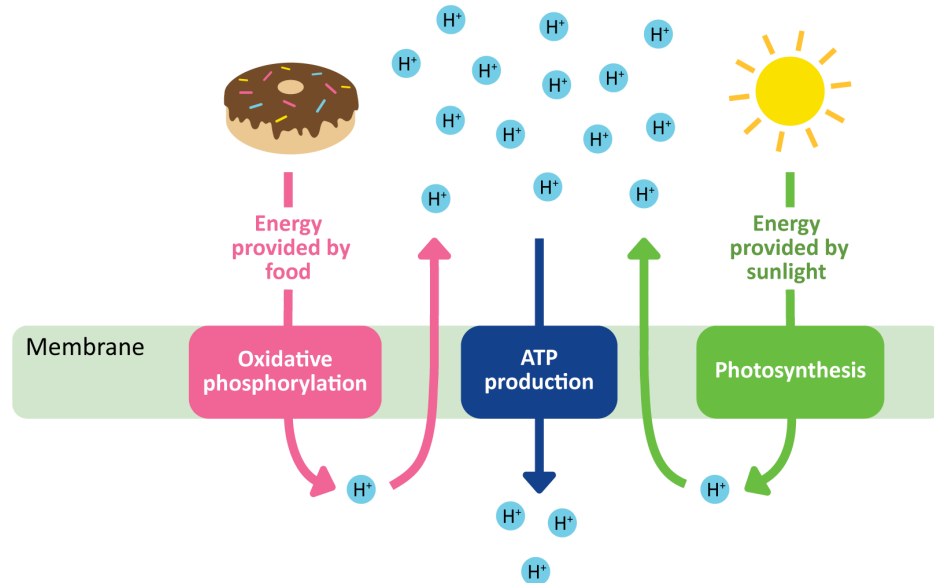 H⁺
H⁺
H⁺
H⁺
H⁺
H⁺
H⁺
H⁺
H⁺
H⁺
H⁺
H⁺
H⁺
H⁺
Energy
provided by
food
Energy
provided by
sunlight
Membrane
Oxidative
phosphorylation
ATP
production
Photosynthesis
H⁺
H⁺
H⁺
H⁺
H⁺